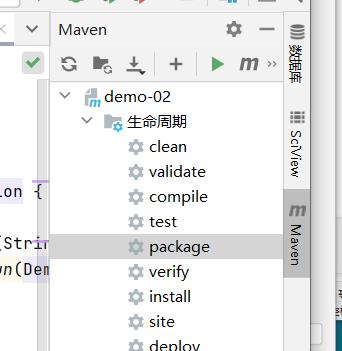 Maven
demo-02
生命周期
clean
validate
compile
test
package
verify
install
site
deploy
ion {
(Strin
un(Dem
数据库
SciView
m
Maven